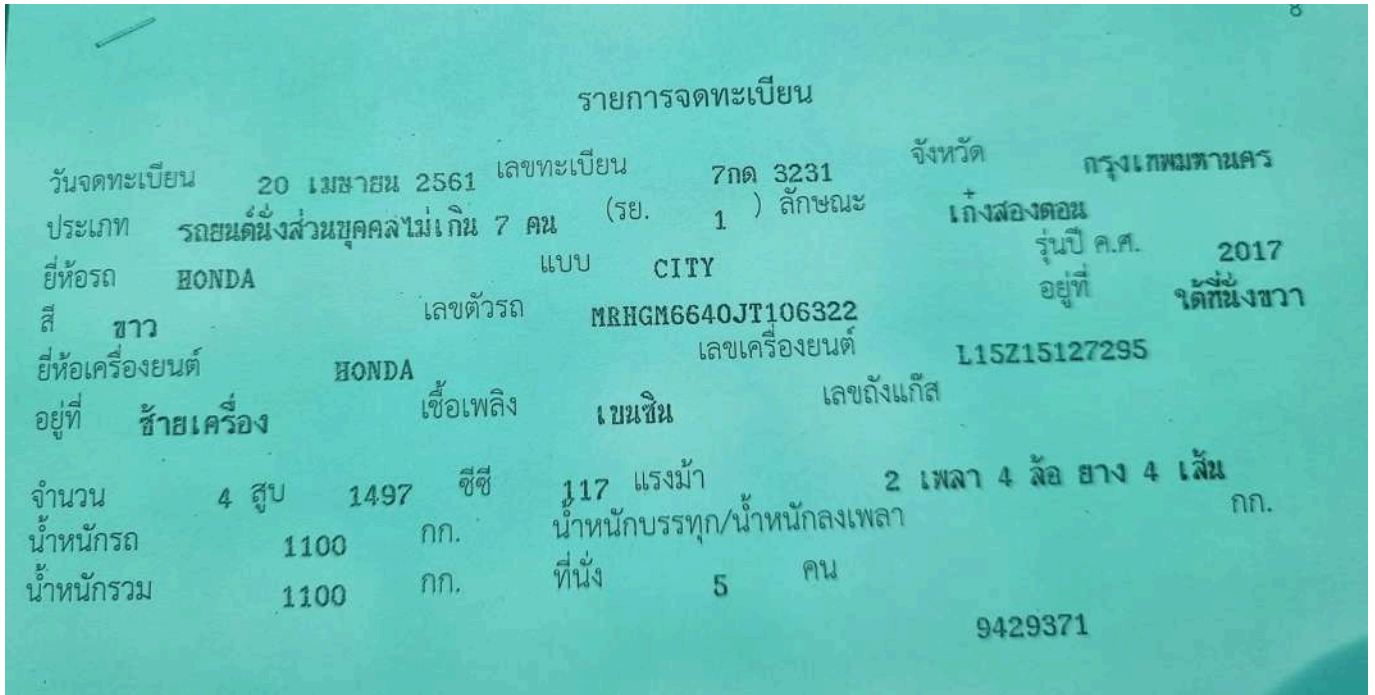 8
รายการจดทะเบียน
วันจดทะเบียน 20 เมษายน 2561 เลขทะเบียน 7กด 3231 จังหวัด กรุงเทพมหานคร
ประเภท รถยนต์นั่งส่วนบุคคลไม่เกิน 7 คน (รย. 1 ) ลักษณะ เก๋งสองตอน
ยี่ห้อรถ HONDA แบบ CITY รุ่นปี ค.ศ. 2017
สี ขาว เลขตัวรถ MRHGM6640JT106322 อยู่ที่ ใต้ที่นั่งขวา
ยี่ห้อเครื่องยนต์ HONDA เลขเครื่องยนต์ L15Z15127295
อยู่ที่ ซ้ายเครื่อง เชื้อเพลิง เบนซิน เลขถังแก๊ส
จำนวน 4 สูบ 1497 ซีซี 117 แรงม้า 2 เพลา 4 ล้อ ยาง 4 เส้น
น้ำหนักรถ 1100 กก. น้ำหนักบรรทุก/น้ำหนักลงเพลา กก.
น้ำหนักรวม 1100 กก. ที่นั่ง 5 คน
9429371